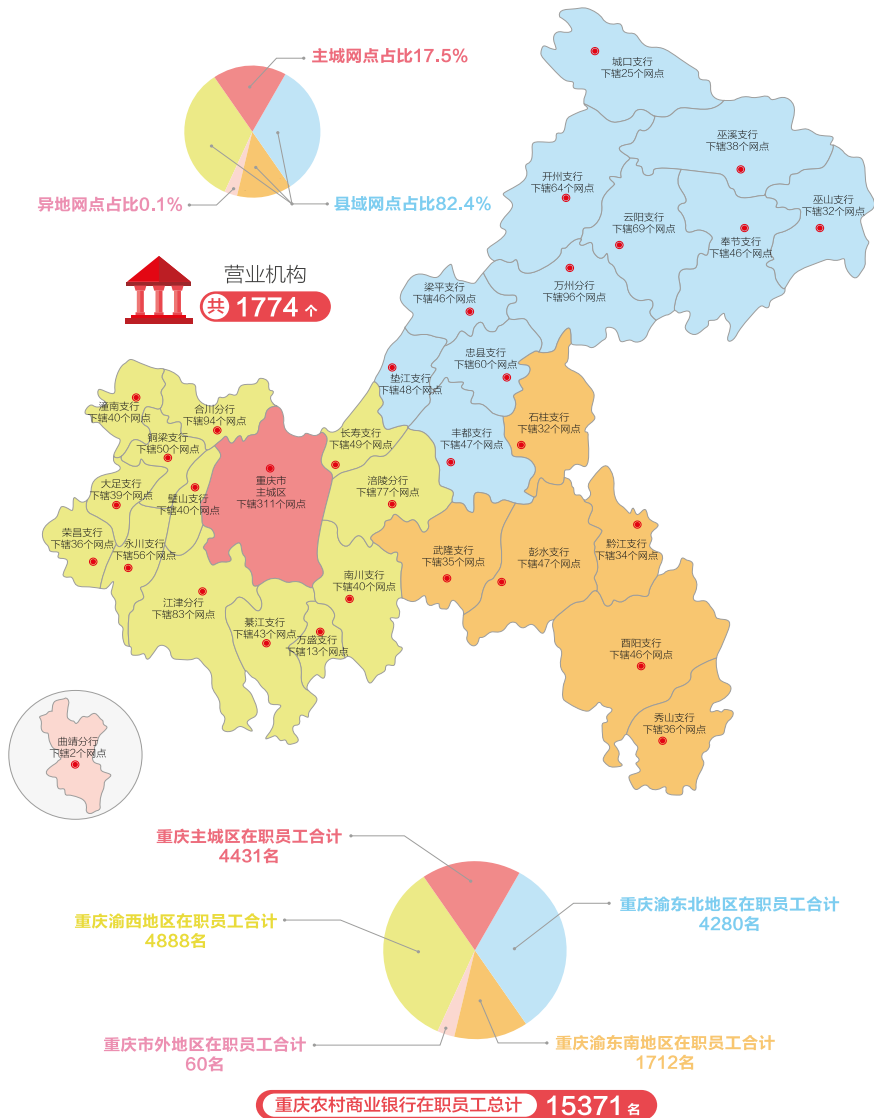 主城网点占比17.5%
异地网点占比0.1%
县域网点占比82.4%
营业机构
共 1774 个
城口支行
下辖25个网点
巫溪支行
下辖38个网点
开州支行
下辖64个网点
巫山支行
下辖32个网点
云阳支行
下辖69个网点
奉节支行
下辖46个网点
万州分行
下辖96个网点
梁平支行
下辖46个网点
忠县支行
下辖60个网点
垫江支行
下辖48个网点
石柱支行
下辖32个网点
丰都支行
下辖47个网点
潼南支行
下辖40个网点
合川分行
下辖94个网点
铜梁支行
下辖50个网点
长寿支行
下辖49个网点
大足支行
下辖39个网点
璧山支行
下辖40个网点
重庆市
主城区
下辖311个网点
涪陵分行
下辖77个网点
荣昌支行
下辖36个网点
永川支行
下辖56个网点
武隆支行
下辖35个网点
彭水支行
下辖47个网点
黔江支行
下辖34个网点
江津分行
下辖83个网点
南川支行
下辖40个网点
綦江支行
下辖43个网点
万盛支行
下辖13个网点
酉阳支行
下辖46个网点
秀山支行
下辖36个网点
曲靖分行
下辖2个网点
重庆主城区在职员工合计
4431名
重庆渝西地区在职员工合计
4888名
重庆渝东北地区在职员工合计
4280名
重庆市外地区在职员工合计
60名
重庆渝东南地区在职员工合计
1712名
重庆农村商业银行在职员工总计 15371 名